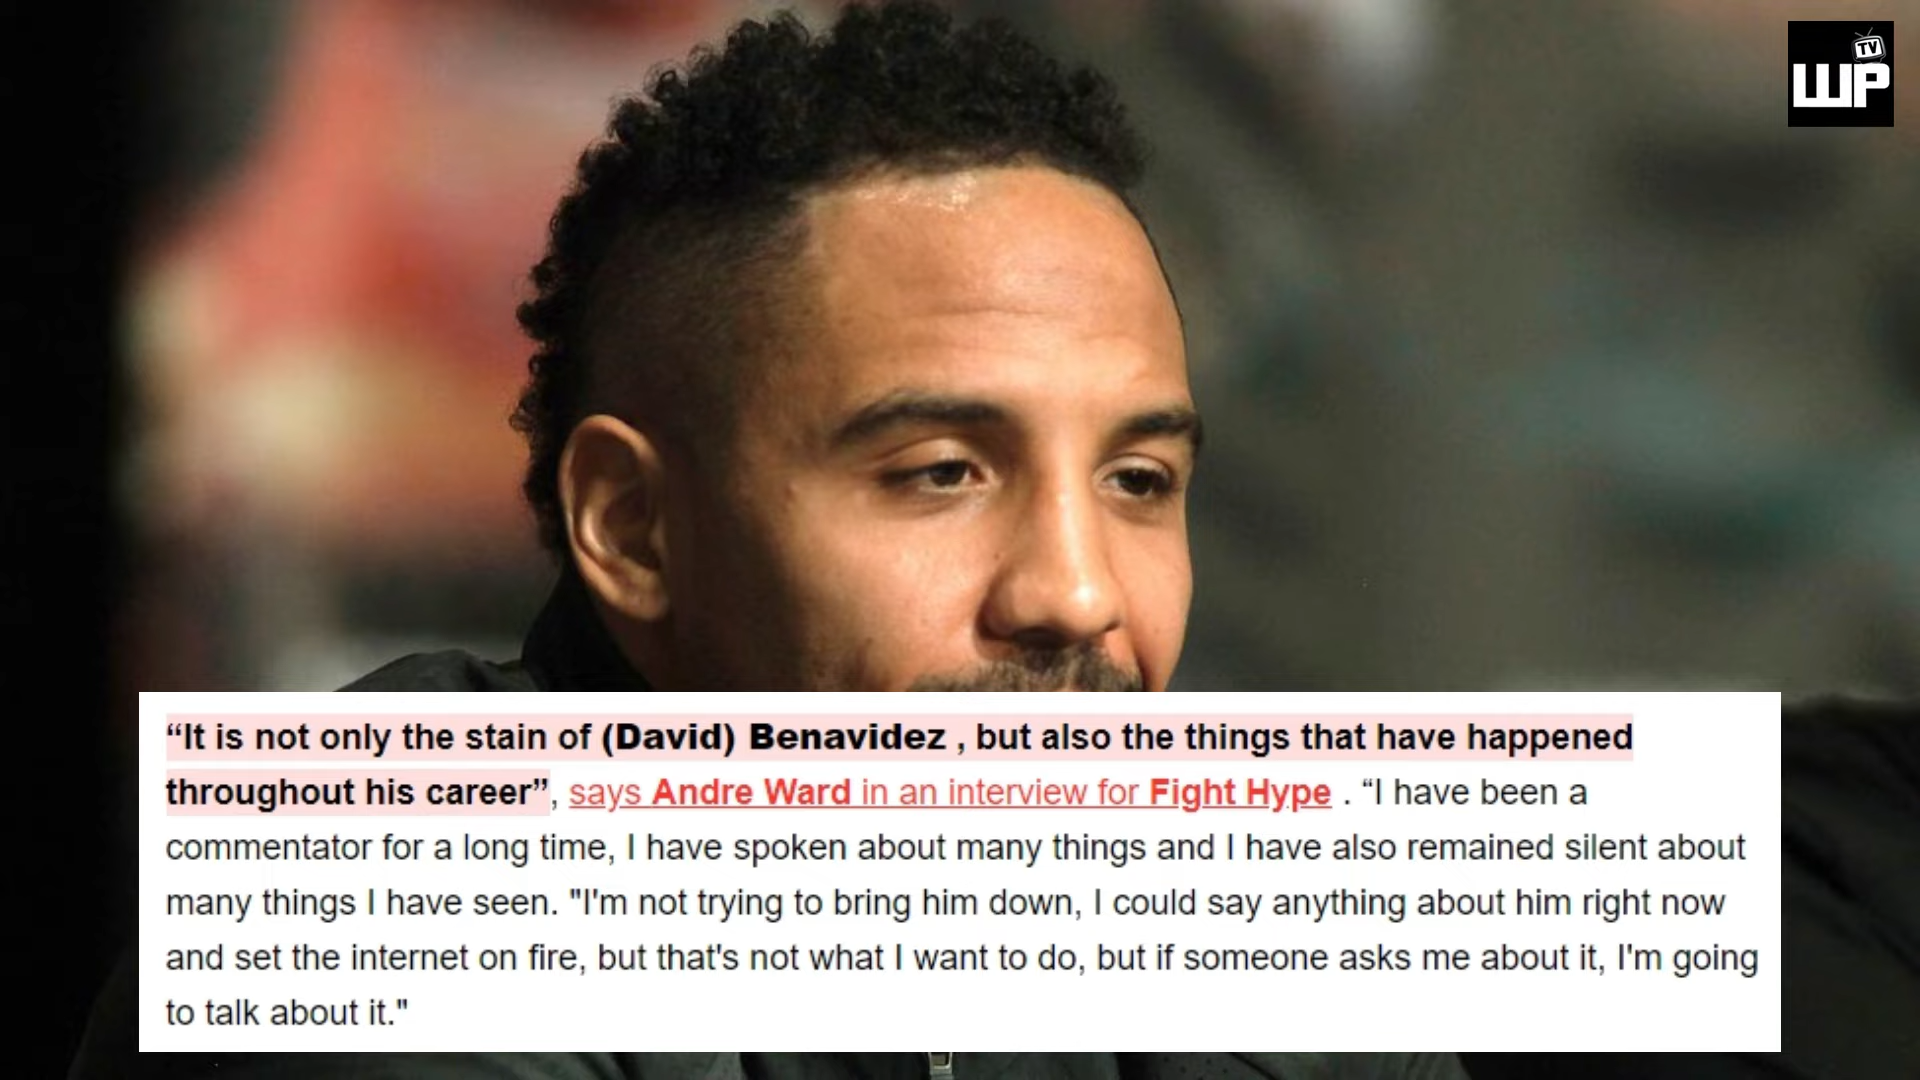 TV
WP
“It is not only the stain of (David) Benavidez , but also the things that have happened
throughout his career”, says Andre Ward in an interview for Fight Hype . “I have been a
commentator for a long time, I have spoken about many things and I have also remained silent about
many things I have seen. "I'm not trying to bring him down, I could say anything about him right now
and set the internet on fire, but that's not what I want to do, but if someone asks me about it, I'm going
to talk about it."